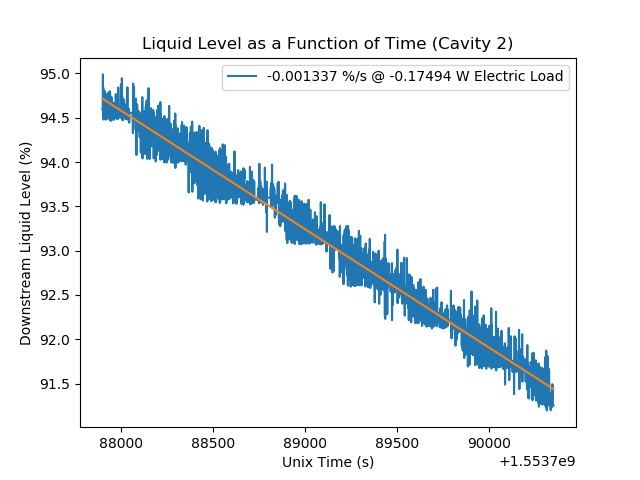 Liquid Level as a Function of Time (Cavity 2)
-0.001337 %/s @ -0.17494 W Electric Load
Downstream Liquid Level (%)
95.0
94.5
94.0
93.5
93.0
92.5
92.0
91.5
88000 88500 89000 89500 90000
Unix Time (s)
+1.5537e9